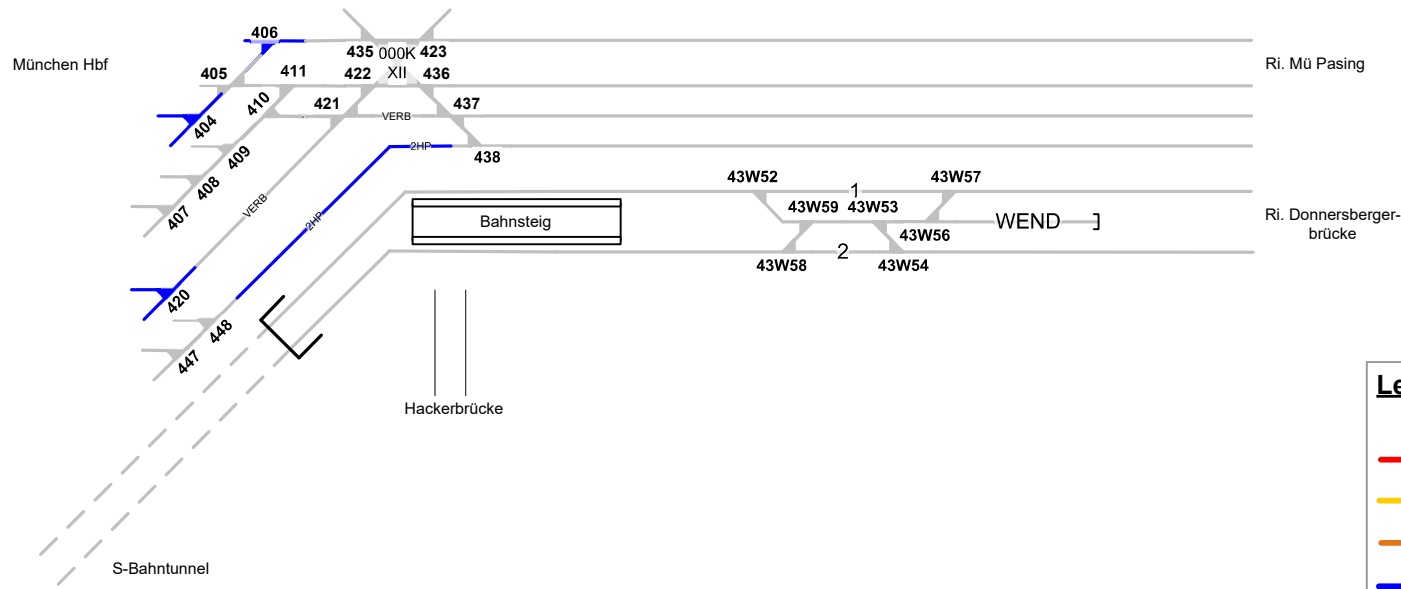 406
435 000K 423
XII
München Hbf
Ri. Mü Pasing
405
411
422
436
410
421
437
VERB
404
409
2HP
438
408
43W52
1
43W57
VERB
407
43W59
43W53
2HP
Bahnsteig
WEND
Ri. Donnersberger-
brücke
43W56
2
43W58
43W54
420
448
447
Le
Hackerbrücke
S-Bahntunnel